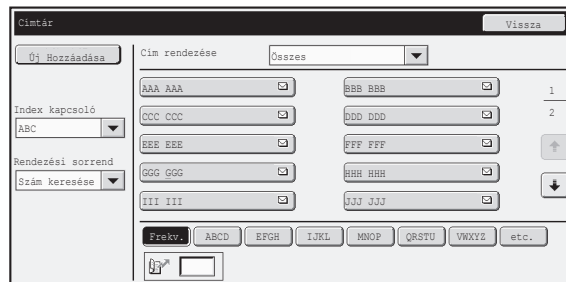 Címtár
Vissza
Új Hozzáadása
Cím rendezése
Összes
Index kapcsoló
ABC
Rendezési sorrend
Szám keresése
AAA AAA
BBB BBB
CCC CCC
DDD DDD
EEE EEE
FFF FFF
GGG GGG
HHH HHH
III III
JJJ JJJ
1
2
Frekv.
ABCD
EFGH
IJKL
MNOP
QRSTU
VWXYZ
etc.